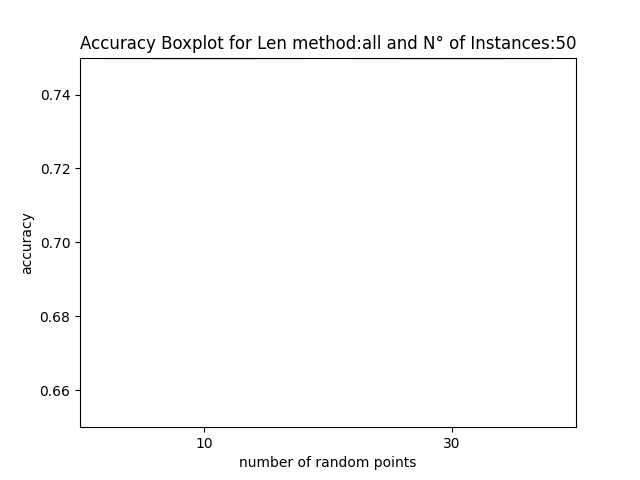 Accuracy Boxplot for Len method:all and N° of Instances:50
0.74
0.72
0.70
0.68
0.66
accuracy
10 30
number of random points